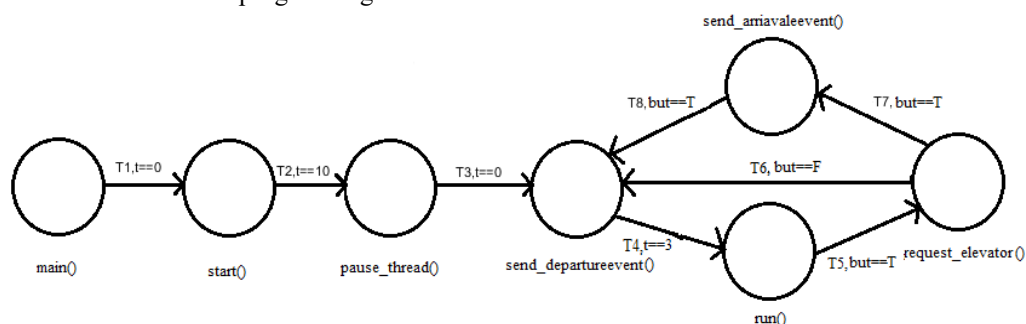 send_arriavaleevent()
T8,but==T
T7,but==T
T1,t==0
T2,t==10
T3,t==0
T6, but==F
T4,t==3
T5,but==T
main()
start()
pause_thread()
send_departureevent()
request_elevator()
run()